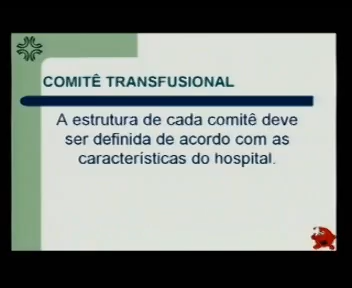 COMITÊ TRANSFUSIONAL
A estrutura de cada comitê deve
ser definida de acordo com as
características do hospital.